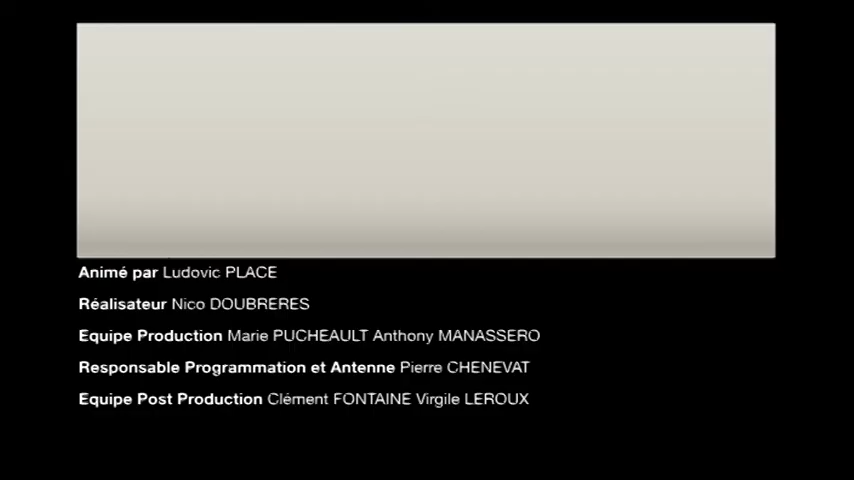 Animé par Ludovic PLACE
Réalisateur Nico DOUBRERES
Equipe Production Marie PUCHEAULT Anthony MANASSERO
Responsable Programmation et Antenne Pierre CHENEVAT
Equipe Post Production Clément FONTAINE Virgile LEROUX